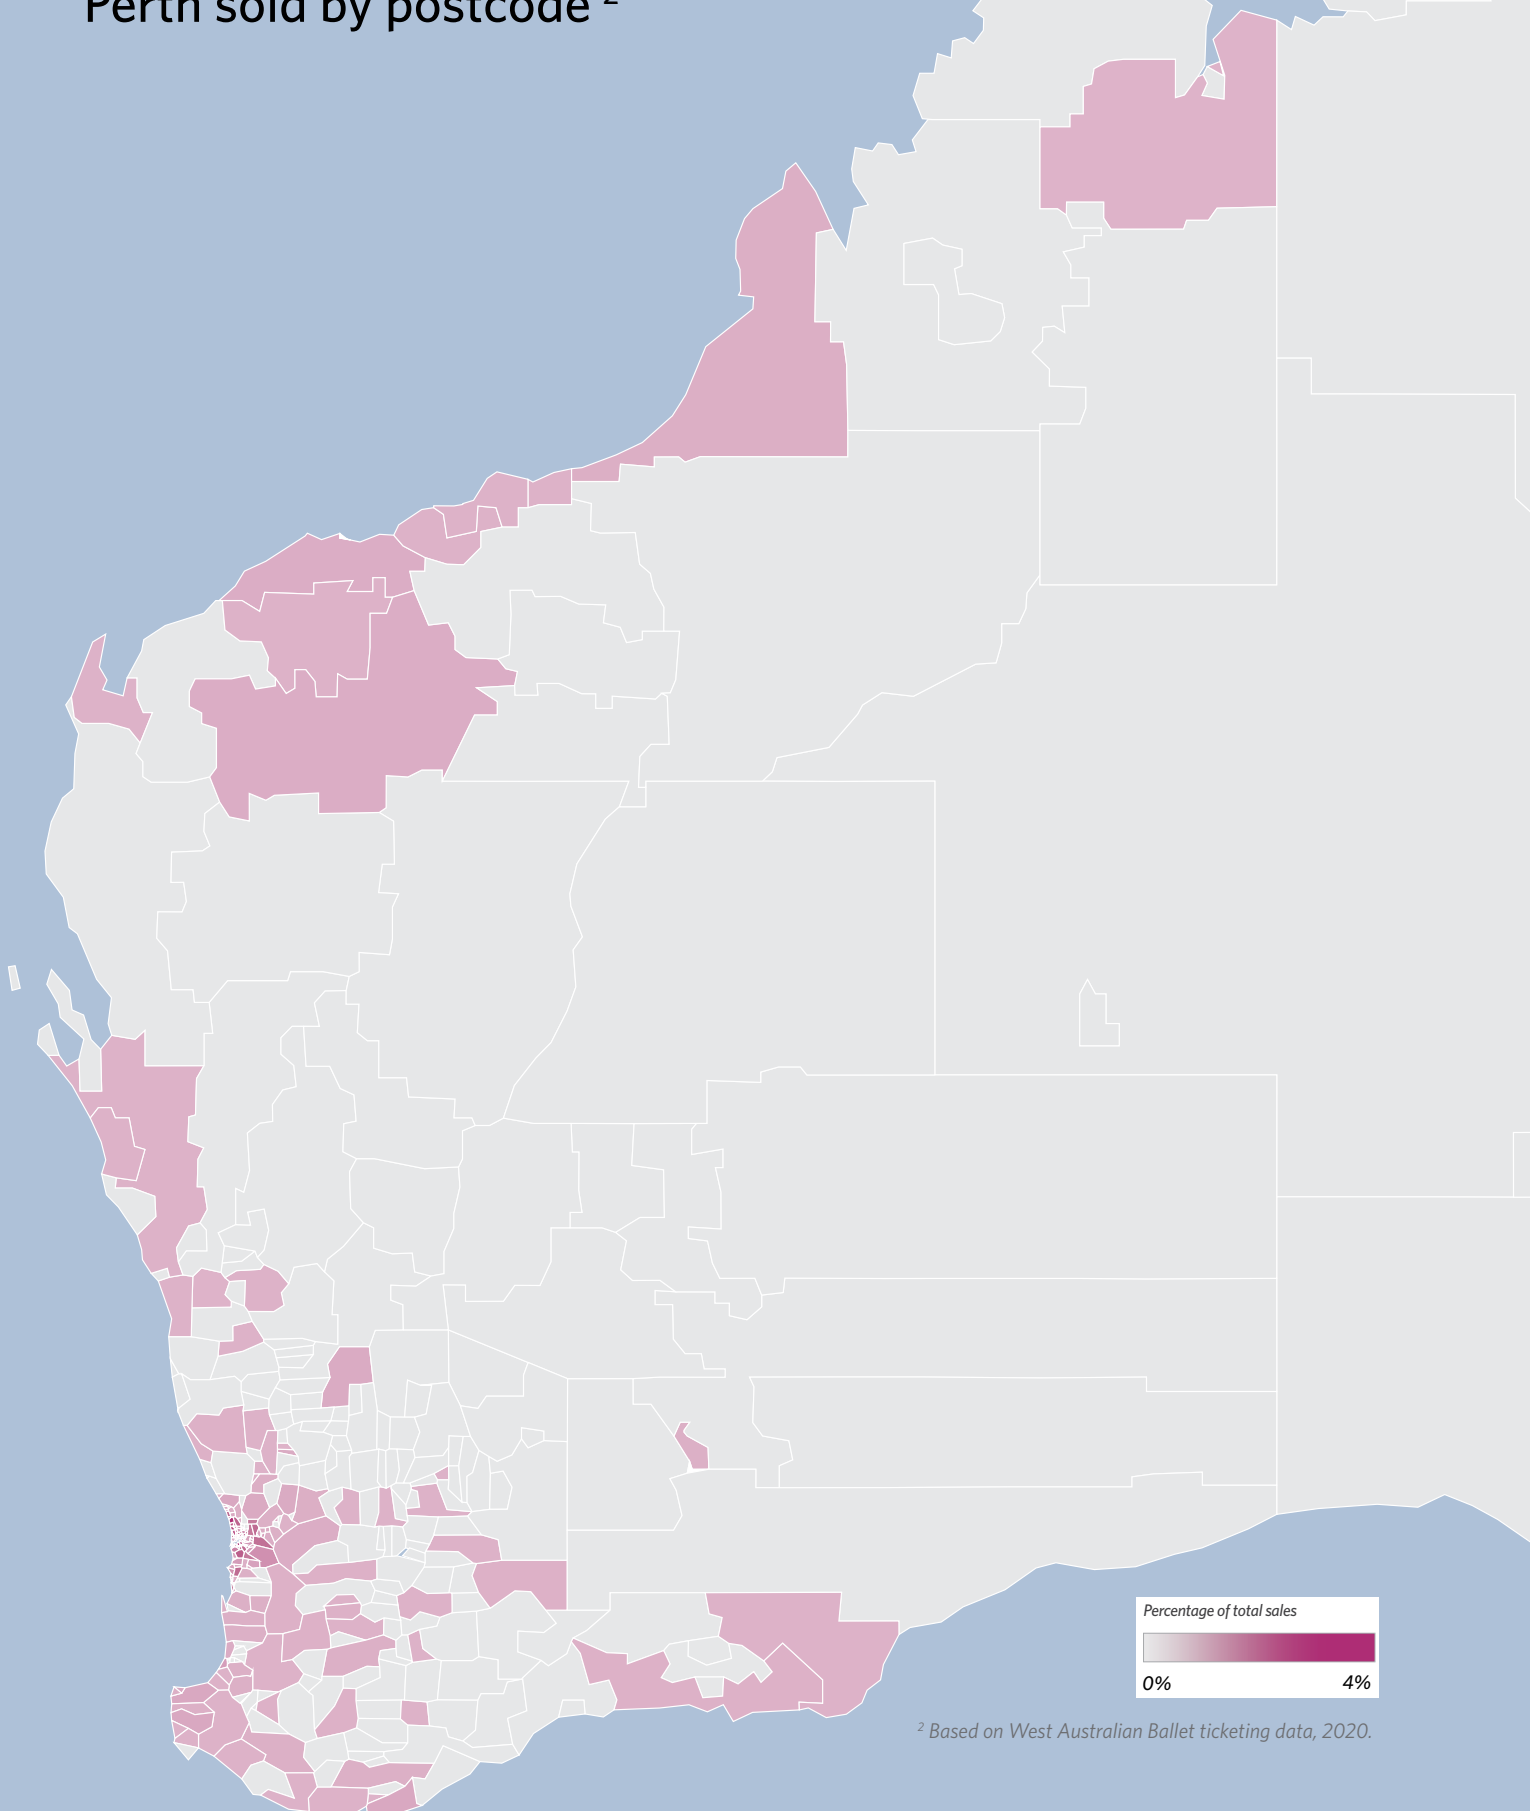 Perth sold by postcode ²
Percentage of total sales
0%
4%
² Based on West Australian Ballet ticketing data, 2020.